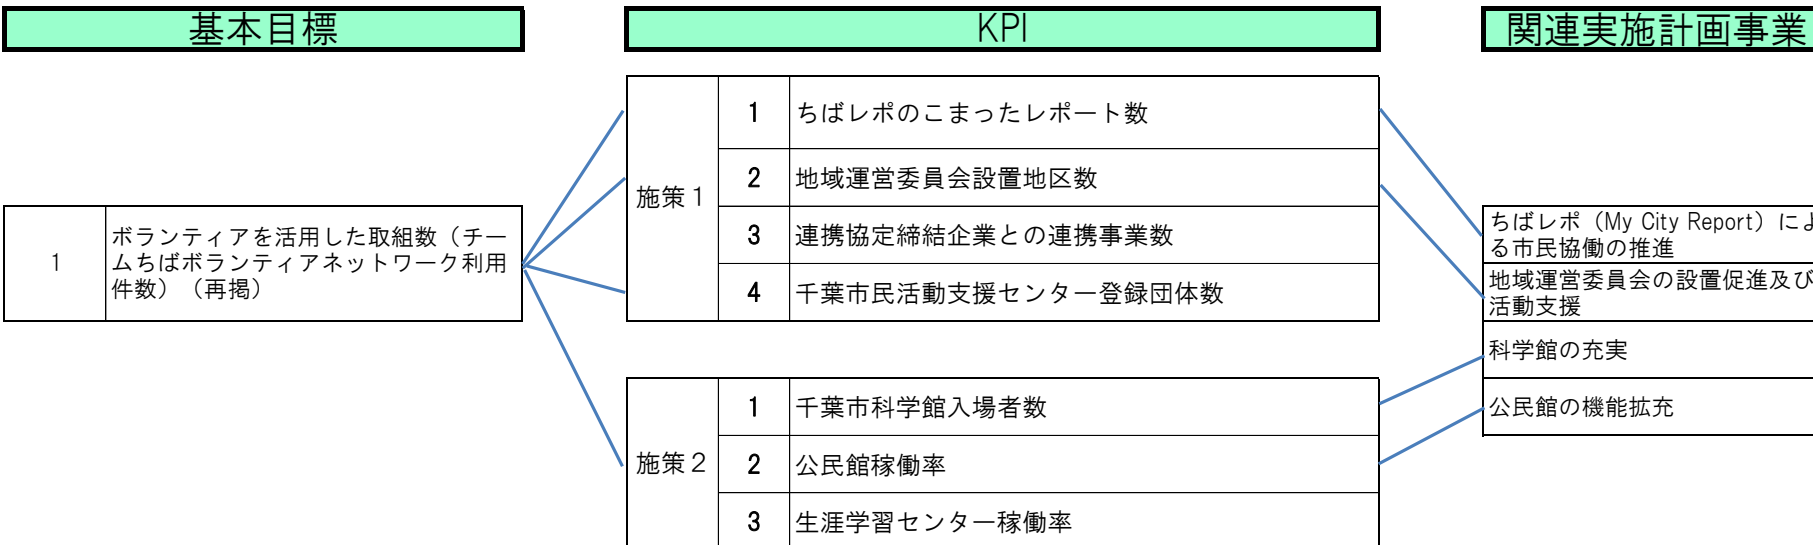 基本目標
KPI
関連実施計画事業
1
ボランティアを活用した取組数（チー
ムちばボランティアネットワーク利用
件数）（再掲）
施策１
1
ちばレポのこまったレポート数
2
地域運営委員会設置地区数
3
連携協定締結企業との連携事業数
4
千葉市民活動支援センター登録団体数
施策２
1
千葉市科学館入場者数
2
公民館稼働率
3
生涯学習センター稼働率
ちばレポ（My City Report）によ
る市民協働の推進
地域運営委員会の設置促進及び
活動支援
科学館の充実
公民館の機能拡充